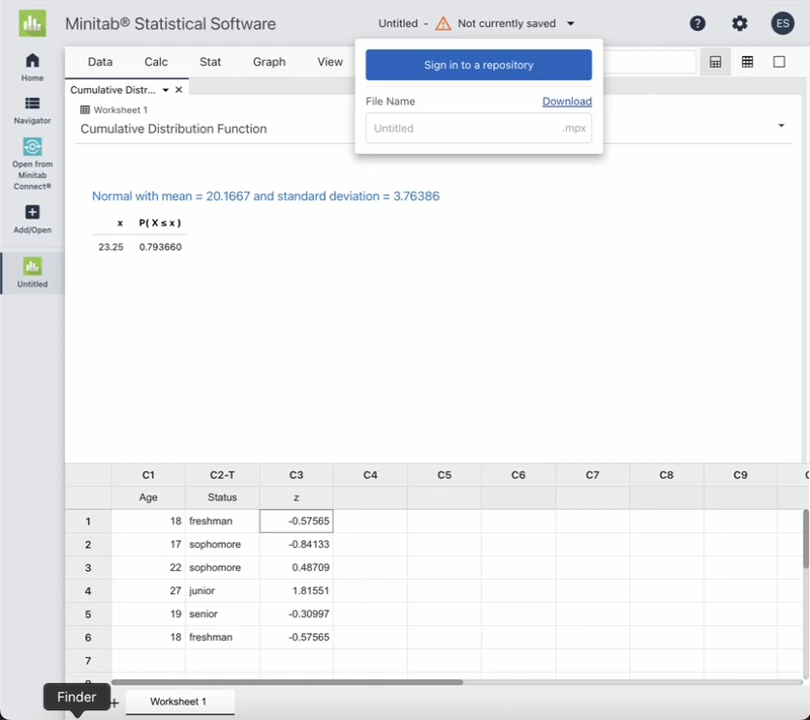 Minitab® Statistical Software
Untitled - Not currently saved
?
ES
Home
Navigator
Open from
Minitab
Connect®
Add/Open
Untitled
Data Calc Stat Graph View
Sign in to a repository
File Name Download
Untitled .mpx
Cumulative Distr...
Worksheet 1
Cumulative Distribution Function
Normal with mean = 20.1667 and standard deviation = 3.76386
x P( X ≤ x )
23.25 0.793660
C1 C2-T C3 C4 C5 C6 C7 C8 C9
Age Status z
1 18 freshman -0.57565
2 17 sophomore -0.84133
3 22 sophomore 0.48709
4 27 junior 1.81551
5 19 senior -0.30997
6 18 freshman -0.57565
7
Finder
+ Worksheet 1